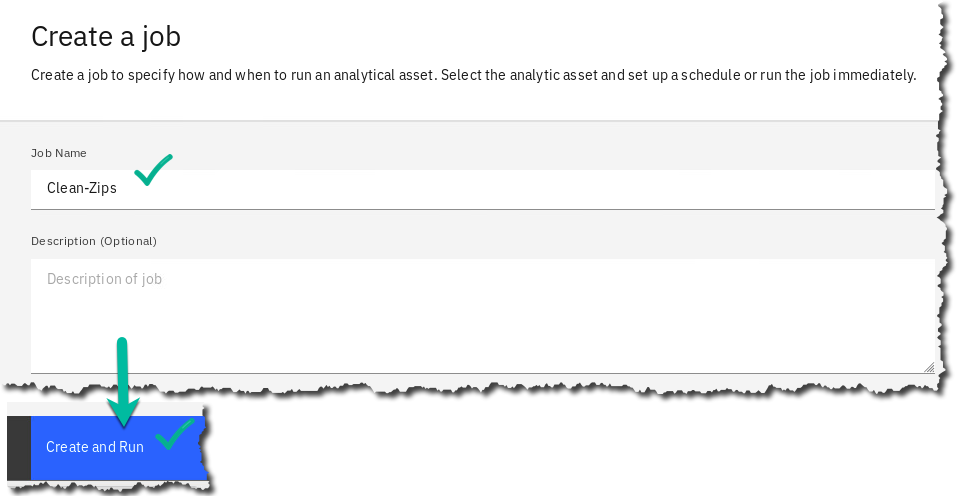 Create a job
Create a job to specify how and when to run an analytical asset. Select the analytic asset and set up a schedule or run the job immediately.
Job Name
Clean-Zips
Description (Optional)
Description of job
Create and Run